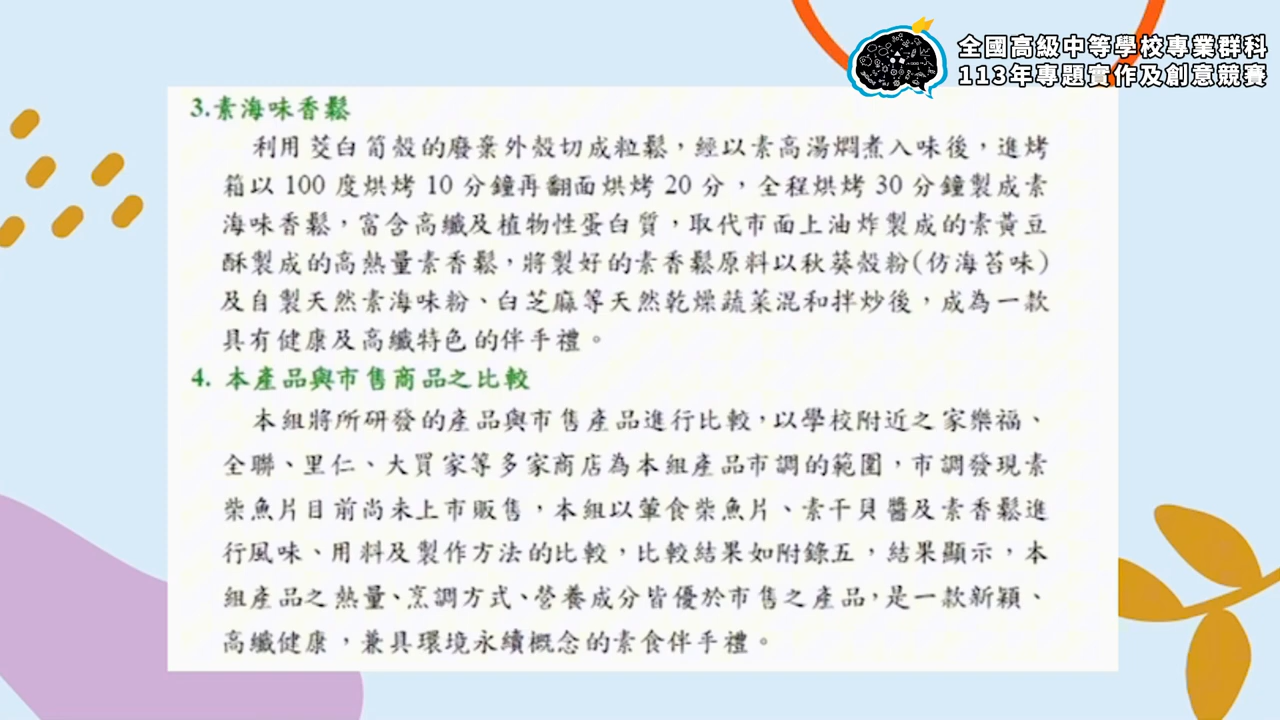 全國高級中等學校專業群科
113年專題實作及創意競賽
3.素海味香鬆
利用茭白筍殼的廢棄外殼切成粒鬆，經以素高湯燜煮入味後，進烤
箱以 100 度烘烤 10 分鐘再翻面烘烤 20 分，全程烘烤 30 分鐘製成素
海味香鬆，富含高纖及植物性蛋白質，取代市面上油炸製成的素黃豆
酥製成的高熱量素香鬆，將製好的素香鬆原料以秋葵殼粉(仿海苔味)
及自製天然素海味粉、白芝麻等天然乾燥蔬菜混和拌炒後，成為一款
具有健康及高纖特色的伴手禮。
4. 本產品與市售商品之比較
本組將所研發的產品與市售產品進行比較，以學校附近之家樂福、
全聯、里仁、大買家等多家商店為本組產品市調的範圍，市調發現素
柴魚片目前尚未上市販售，本組以葷食柴魚片、素干貝醬及素香鬆進
行風味、用料及製作方法的比較，比較結果如附錄五，結果顯示，本
組產品之熱量、烹調方式、營養成分皆優於市售之產品，是一款新穎、
高纖健康，兼具環境永續概念的素食伴手禮。